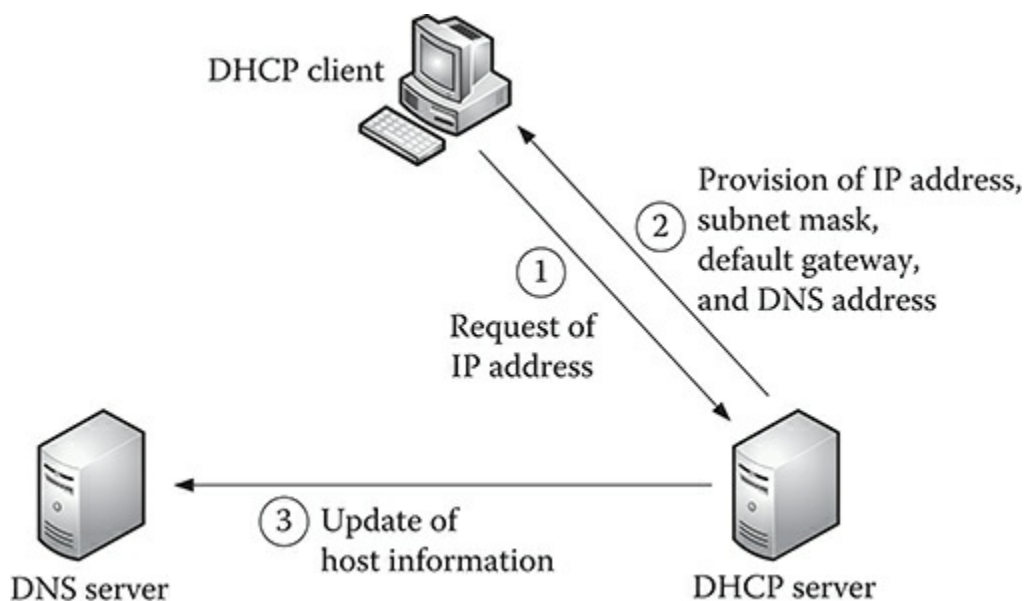 DHCP client
Provision of IP address,
subnet mask,
2
default gateway,
and DNS address
1
Request of
IP address
3 Update of
host information
DNS server
DHCP server